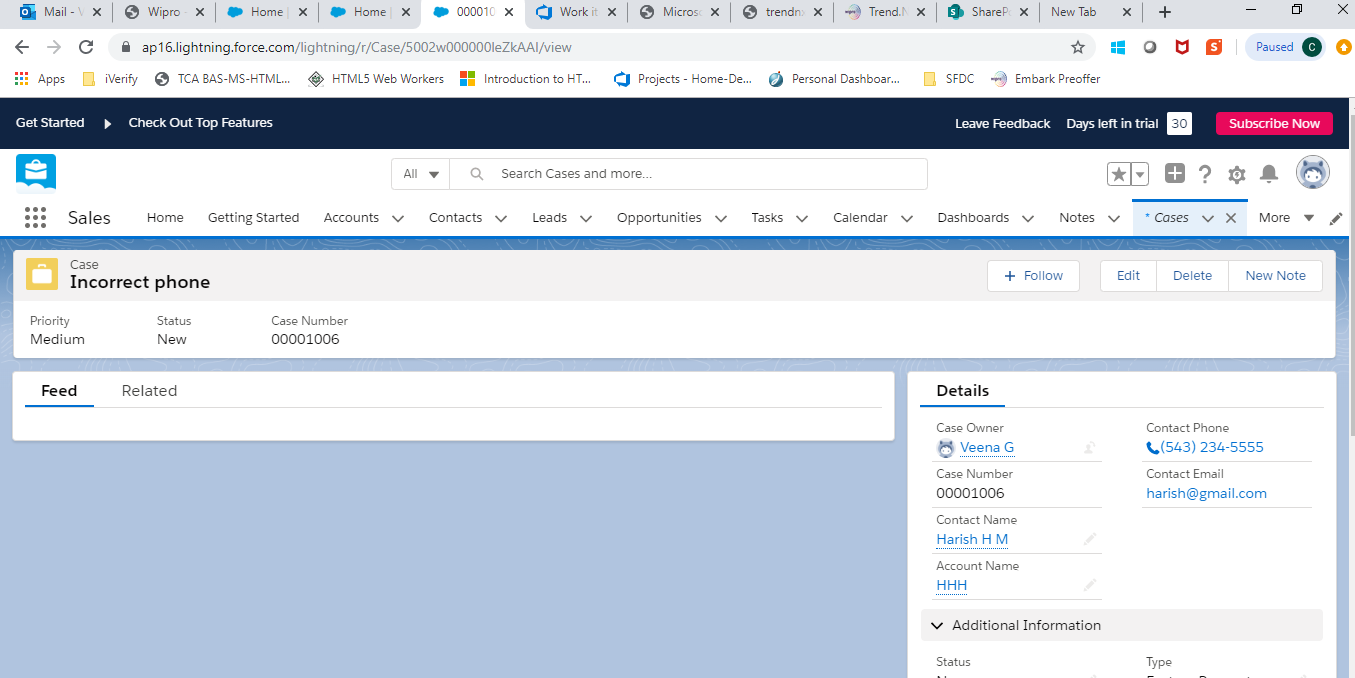 Mail - V
Wipro -
Home
Home
000010
Work it
Micros
trendn
Trend.N
ShareP
New Tab
ap16.lightning.force.com/lightning/r/Case/5002w000000IeZkAAI/view
Paused
C
Apps
iVerify
TCA BAS-MS-HTML...
HTML5 Web Workers
Introduction to HT...
Projects - Home-De...
Personal Dashboar...
SFDC
Embark Preoffer
Get Started
Check Out Top Features
Leave Feedback
Days left in trial 30
Subscribe Now
All
Search Cases and more...
Sales
Home
Getting Started
Accounts
Contacts
Leads
Opportunities
Tasks
Calendar
Dashboards
Notes
* Cases
More
Case
Incorrect phone
+ Follow
Edit
Delete
New Note
Priority
Medium
Status
New
Case Number
00001006
Feed
Related
Details
Case Owner
Veena G
Contact Phone
(543) 234-5555
Case Number
00001006
Contact Email
harish@gmail.com
Contact Name
Harish H M
Account Name
HHH
Additional Information
Status
Type